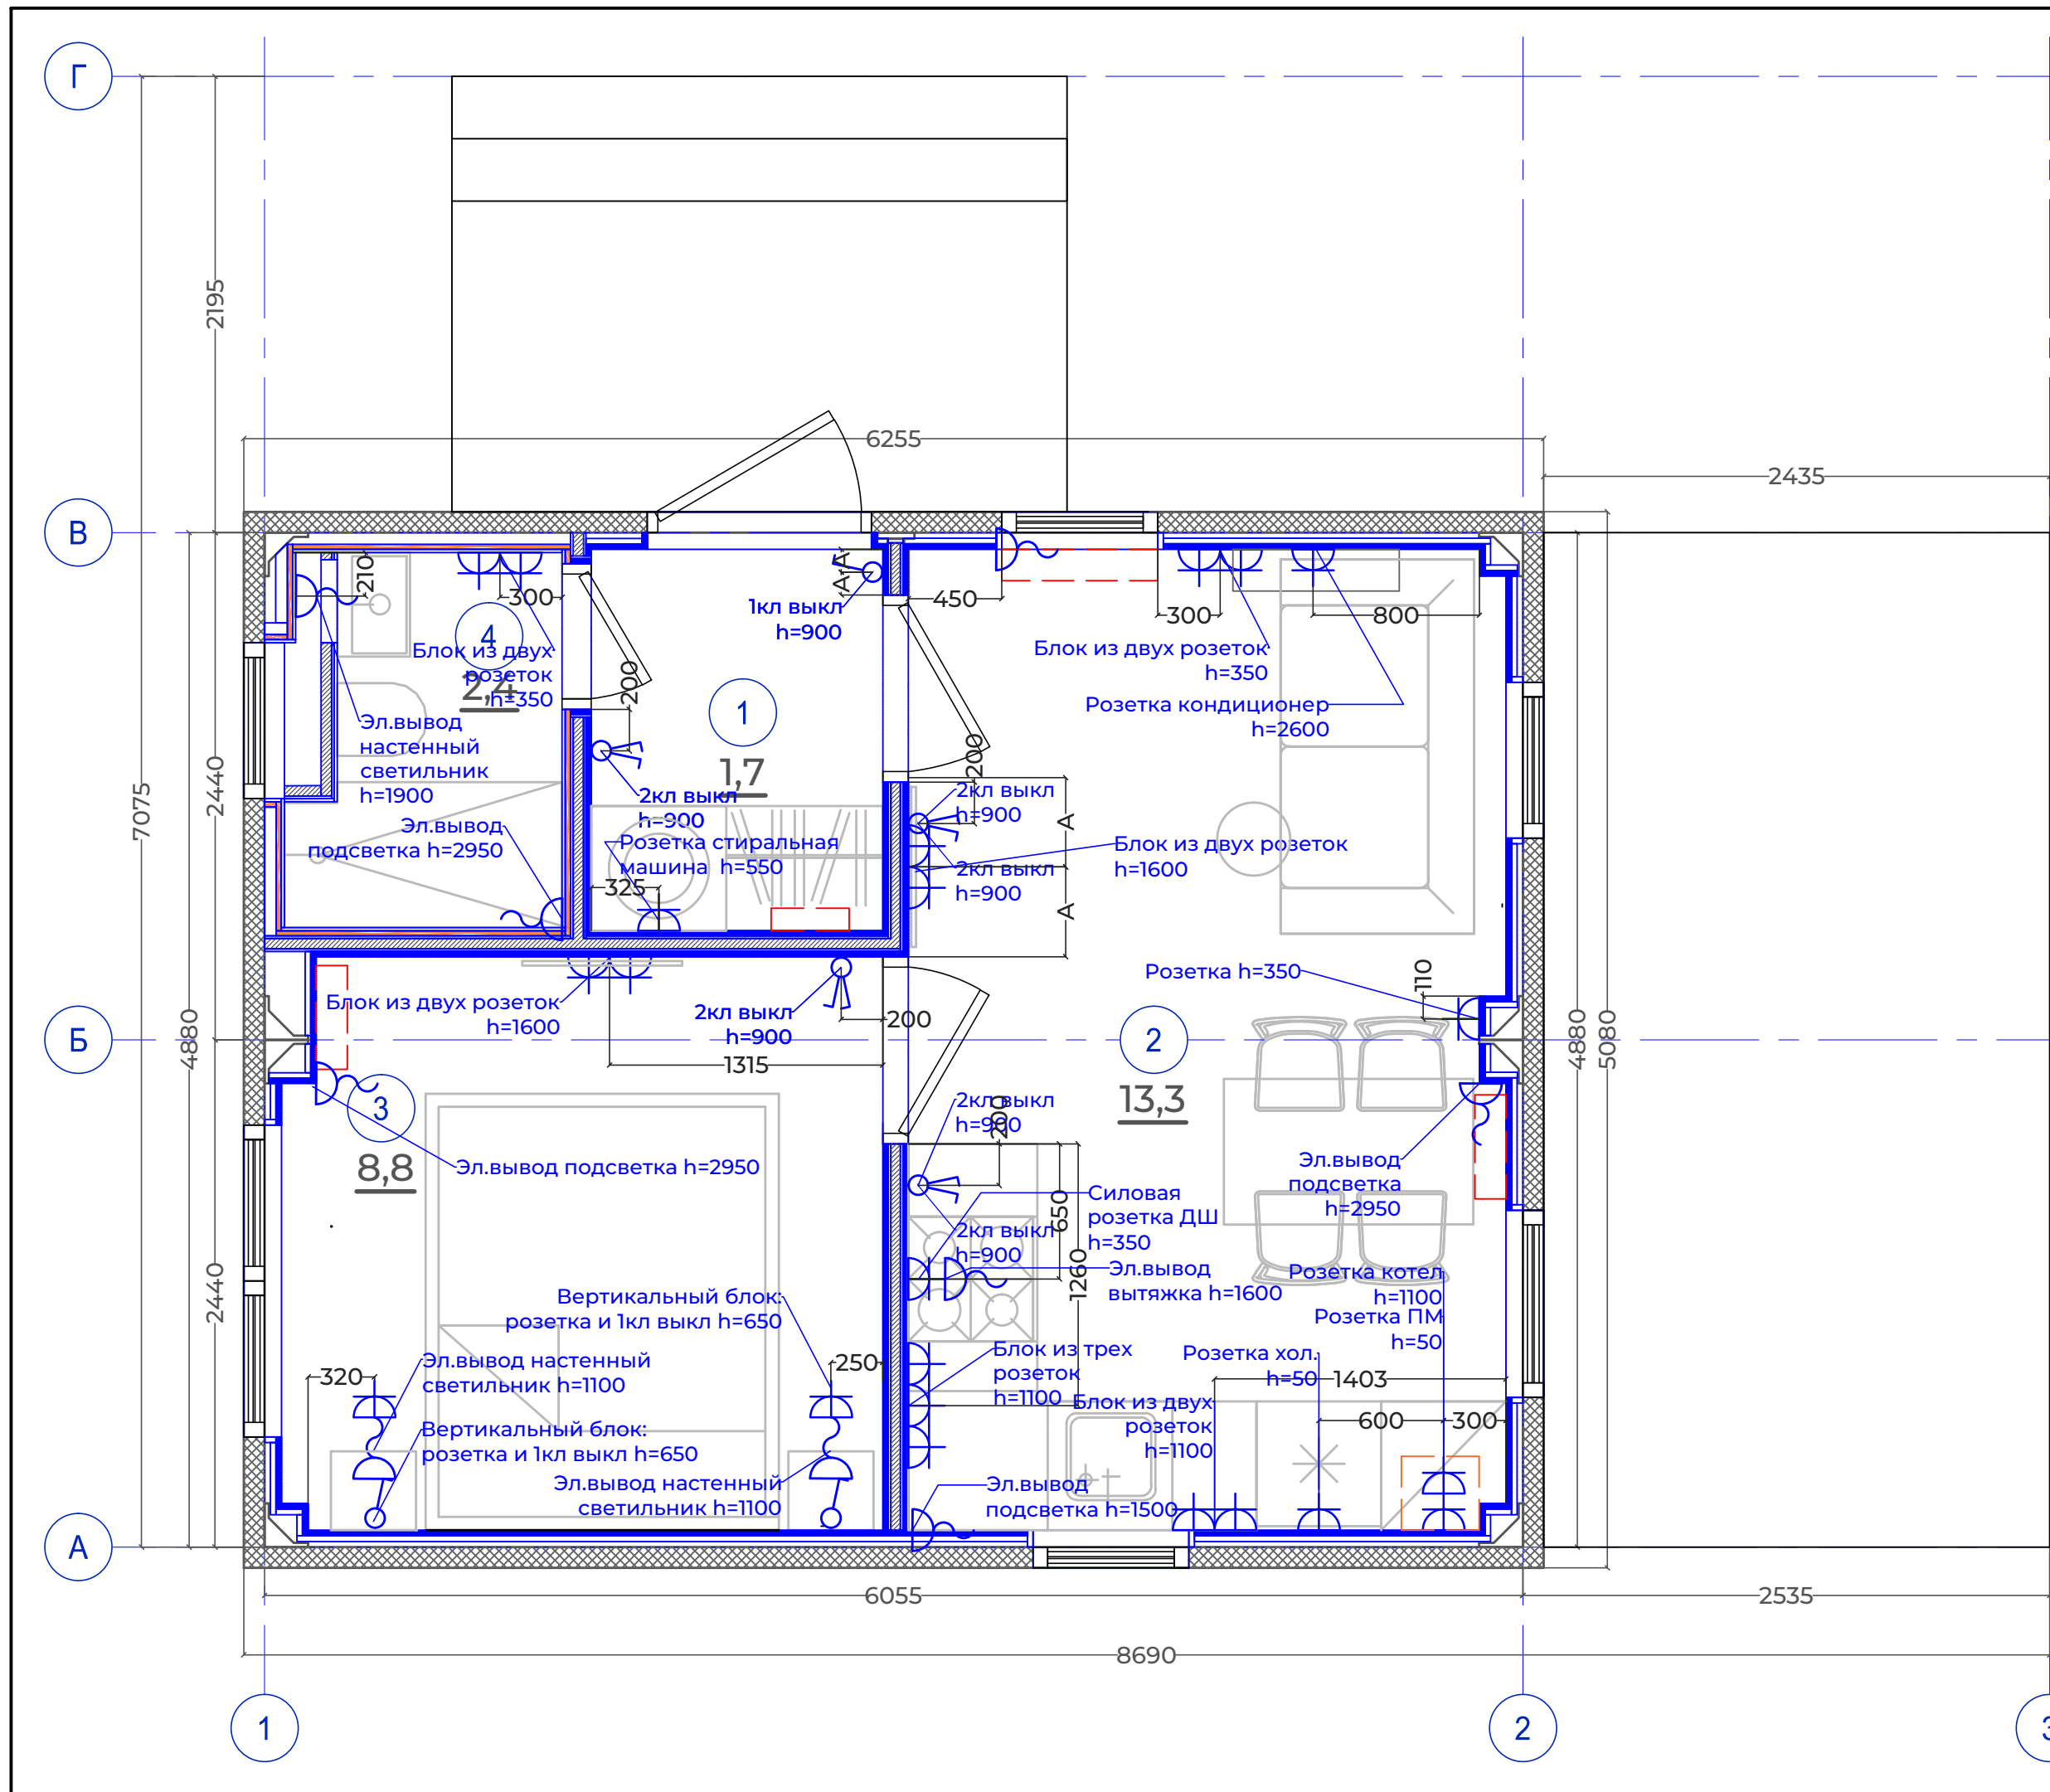 Г
2195
6255
2435
В
210
300
А
А
1кл выкл
h=900
450
300
800
4
2,4
Блок из двух
розеток
h=350
200
1
1,7
Блок из двух розеток
h=350
Розетка кондиционер
h=2600
200
Эл.вывод
настенный
светильник
h=1900
2440
7075
2кл выкл
h=900
2кл выкл
h=900
А
Эл.вывод
подсветка h=2950
Розетка стиральная
машина h=550
325
Блок из двух розеток
h=1600
2кл выкл
h=900
А
Розетка h=350
110
Блок из двух розеток
h=1600
2кл выкл
h=900
200
Б
4880
1315
2
13,3
4880
5080
3
8,8
2кл выкл
h=900
200
Эл.вывод подсветка h=2950
Эл.вывод
подсветка
h=2950
Силовая
розетка ДШ
h=350
650
2кл выкл
h=900
1260
Эл.вывод
вытяжка h=1600
Розетка котел
h=1100
Розетка ПМ
h=50
2440
Вертикальный блок:
розетка и 1кл выкл h=650
Эл.вывод настенный
светильник h=1100
320
250
Блок из трех
розеток
h=1100
Розетка хол.
h=50
1403
Блок из двух
розеток
h=1100
600
300
Вертикальный блок:
розетка и 1кл выкл h=650
Эл.вывод настенный
светильник h=1100
Эл.вывод
подсветка h=1500
А
6055
2535
8690
1
2
3